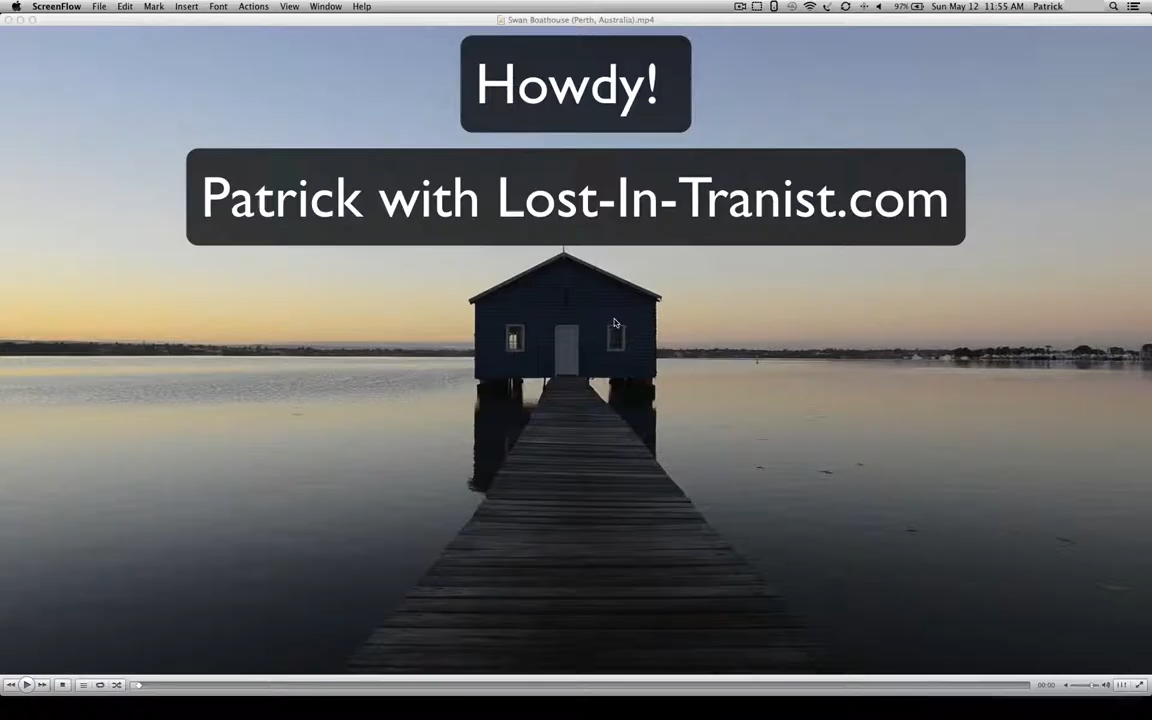 ScreenFlow File Edit Mark Insert Font Actions View Window Help 97% Sun May 12 11:55 AM Patrick
Swan Boathouse (Perth, Australia).mp4
Howdy!
Patrick with Lost-In-Tranist.com
00:00